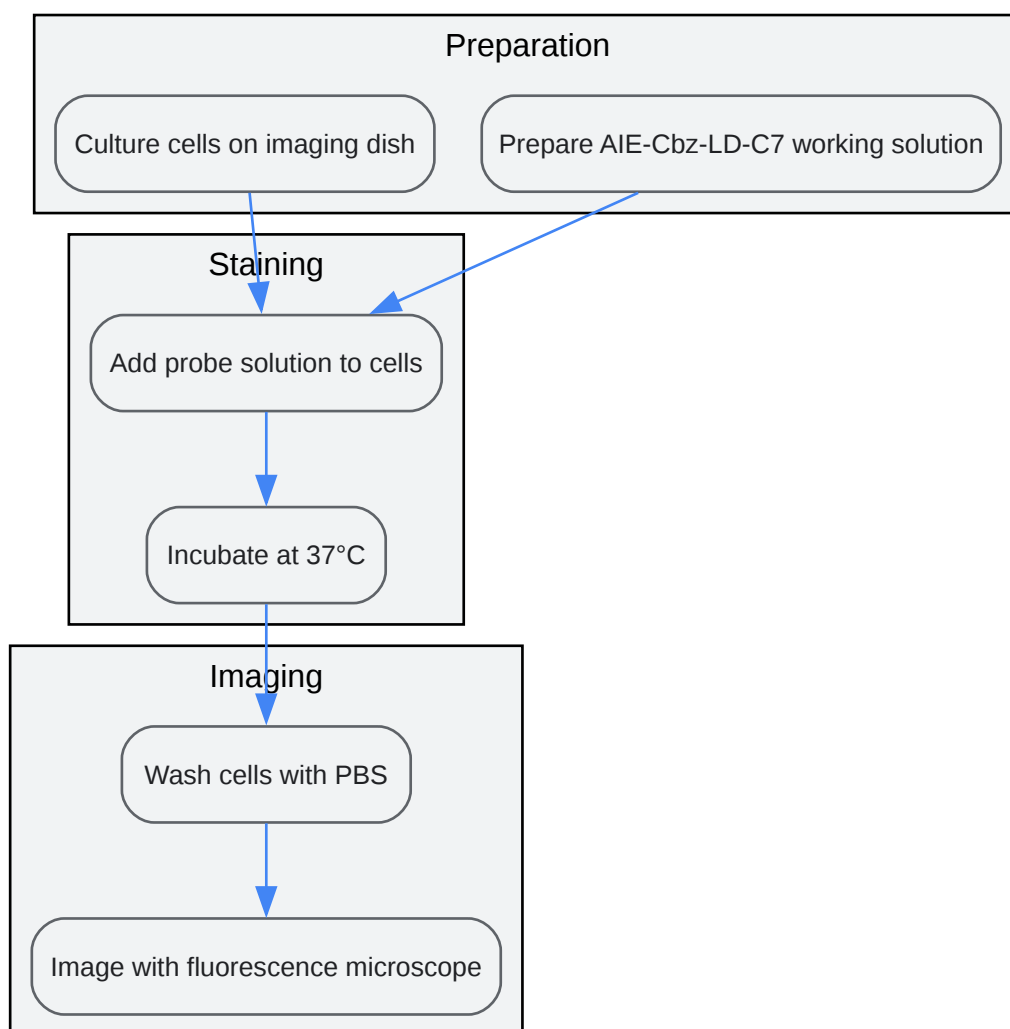 Preparation
Culture cells on imaging dish
Prepare AIE-Cbz-LD-C7 working solution
Staining
Add probe solution to cells
Incubate at 37°C
Imaging
Wash cells with PBS
Image with fluorescence microscope